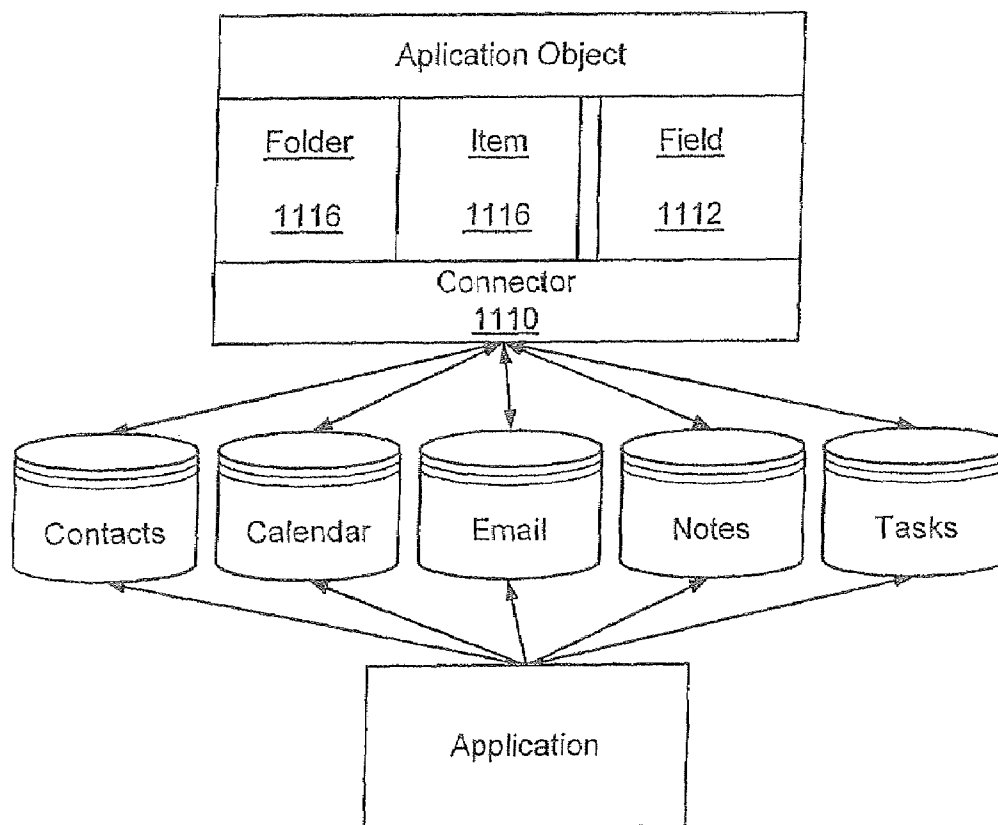 Aplication Object
Folder
Item
Field
1116
1116
1112
Connector
1110
Contacts
Calendar
Email
Notes
Tasks
Application